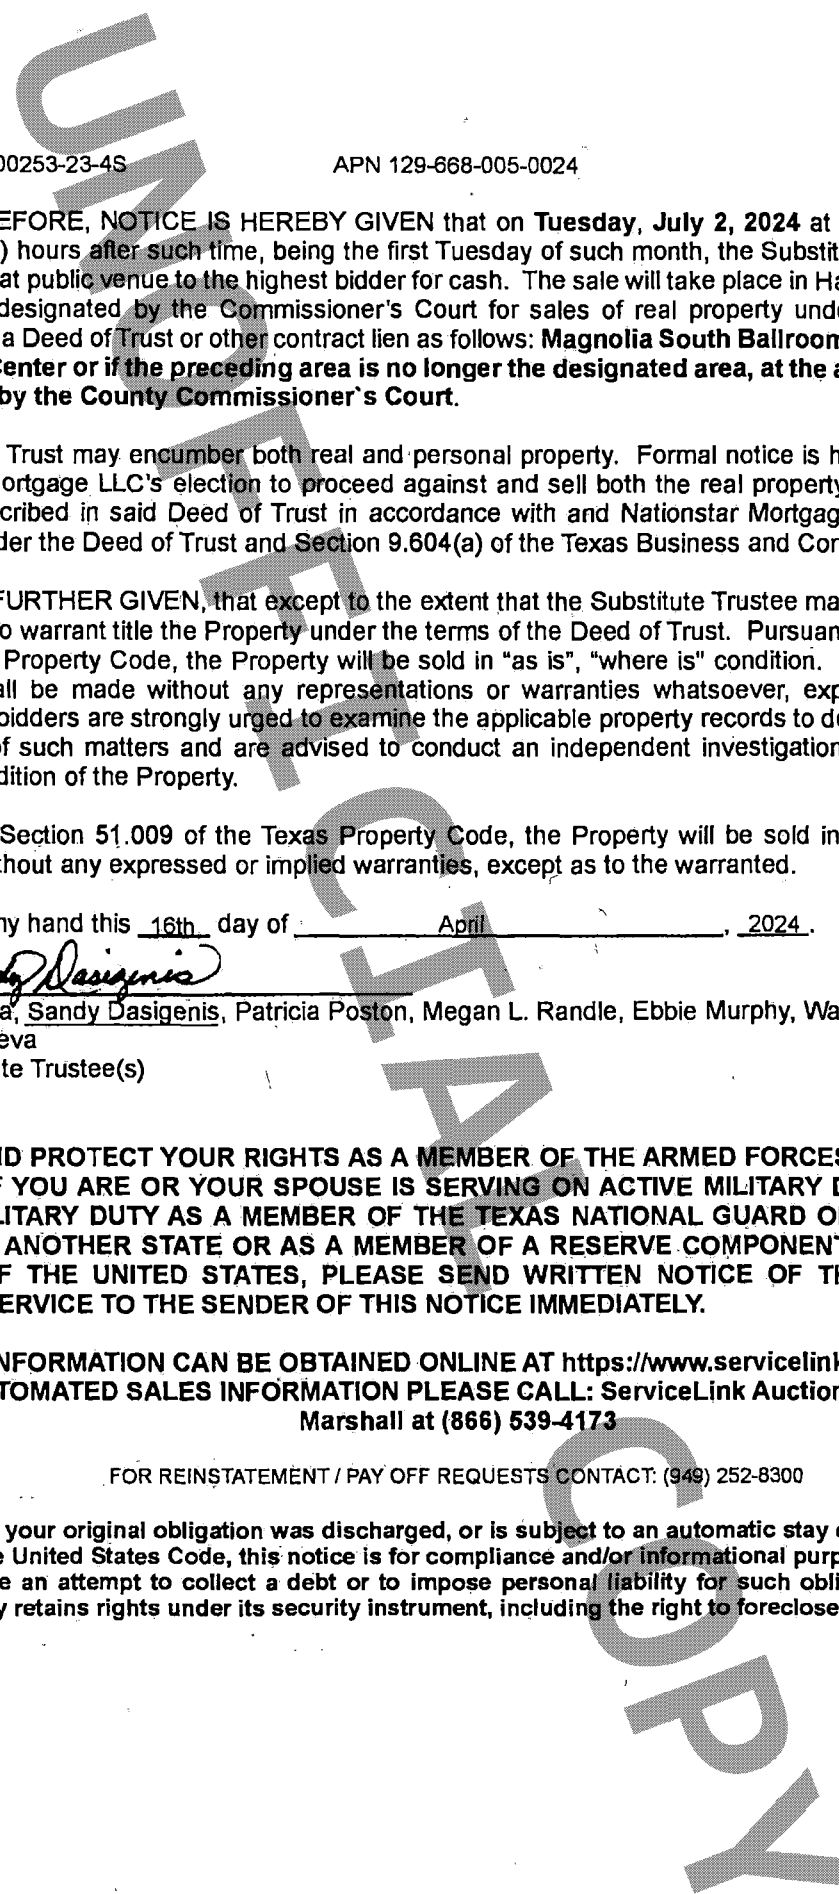 00253-23-4S APN 129-668-005-0024
EFORE, NOTICE IS HEREBY GIVEN that on Tuesday, July 2, 2024 at
) hours after such time, being the first Tuesday of such month, the Substit
at public venue to the highest bidder for cash. The sale will take place in Ha
designated by the Commissioner's Court for sales of real property unde
a Deed of Trust or other contract lien as follows: Magnolia South Ballroom
Center or if the preceding area is no longer the designated area, at the a
by the County Commissioner`s Court.
Trust may encumber both real and personal property. Formal notice is h
ortgage LLC's election to proceed against and sell both the real property
cribed in said Deed of Trust in accordance with and Nationstar Mortgag
der the Deed of Trust and Section 9.604(a) of the Texas Business and Com
FURTHER GIVEN, that except to the extent that the Substitute Trustee ma
o warrant title the Property under the terms of the Deed of Trust. Pursuan
Property Code, the Property will be sold in “as is”, “where is” condition.
all be made without any representations or warranties whatsoever, exp
bidders are strongly urged to examine the applicable property records to de
of such matters and are advised to conduct an independent investigation
dition of the Property.
Section 51.009 of the Texas Property Code, the Property will be sold in
thout any expressed or implied warranties, except as to the warranted.
my hand this 16th day of April, 2024.
dy Dasigenis
a, Sandy Dasigenis, Patricia Poston, Megan L. Randle, Ebbie Murphy, Wa
eva
te Trustee(s)
ND PROTECT YOUR RIGHTS AS A MEMBER OF THE ARMED FORCES
F YOU ARE OR YOUR SPOUSE IS SERVING ON ACTIVE MILITARY D
LITARY DUTY AS A MEMBER OF THE TEXAS NATIONAL GUARD O
ANOTHER STATE OR AS A MEMBER OF A RESERVE COMPONENT
F THE UNITED STATES, PLEASE SEND WRITTEN NOTICE OF TH
ERVICE TO THE SENDER OF THIS NOTICE IMMEDIATELY.
NFORMATION CAN BE OBTAINED ONLINE AT https://www.servicelink
TOMATED SALES INFORMATION PLEASE CALL: ServiceLink Auction
Marshall at (866) 539-4173
FOR REINSTATEMENT / PAY OFF REQUESTS CONTACT: (949) 252-8300
your original obligation was discharged, or is subject to an automatic stay o
e United States Code, this notice is for compliance and/or informational purp
e an attempt to collect a debt or to impose personal liability for such obli
y retains rights under its security instrument, including the right to foreclose
UNOFFICIAL COPY